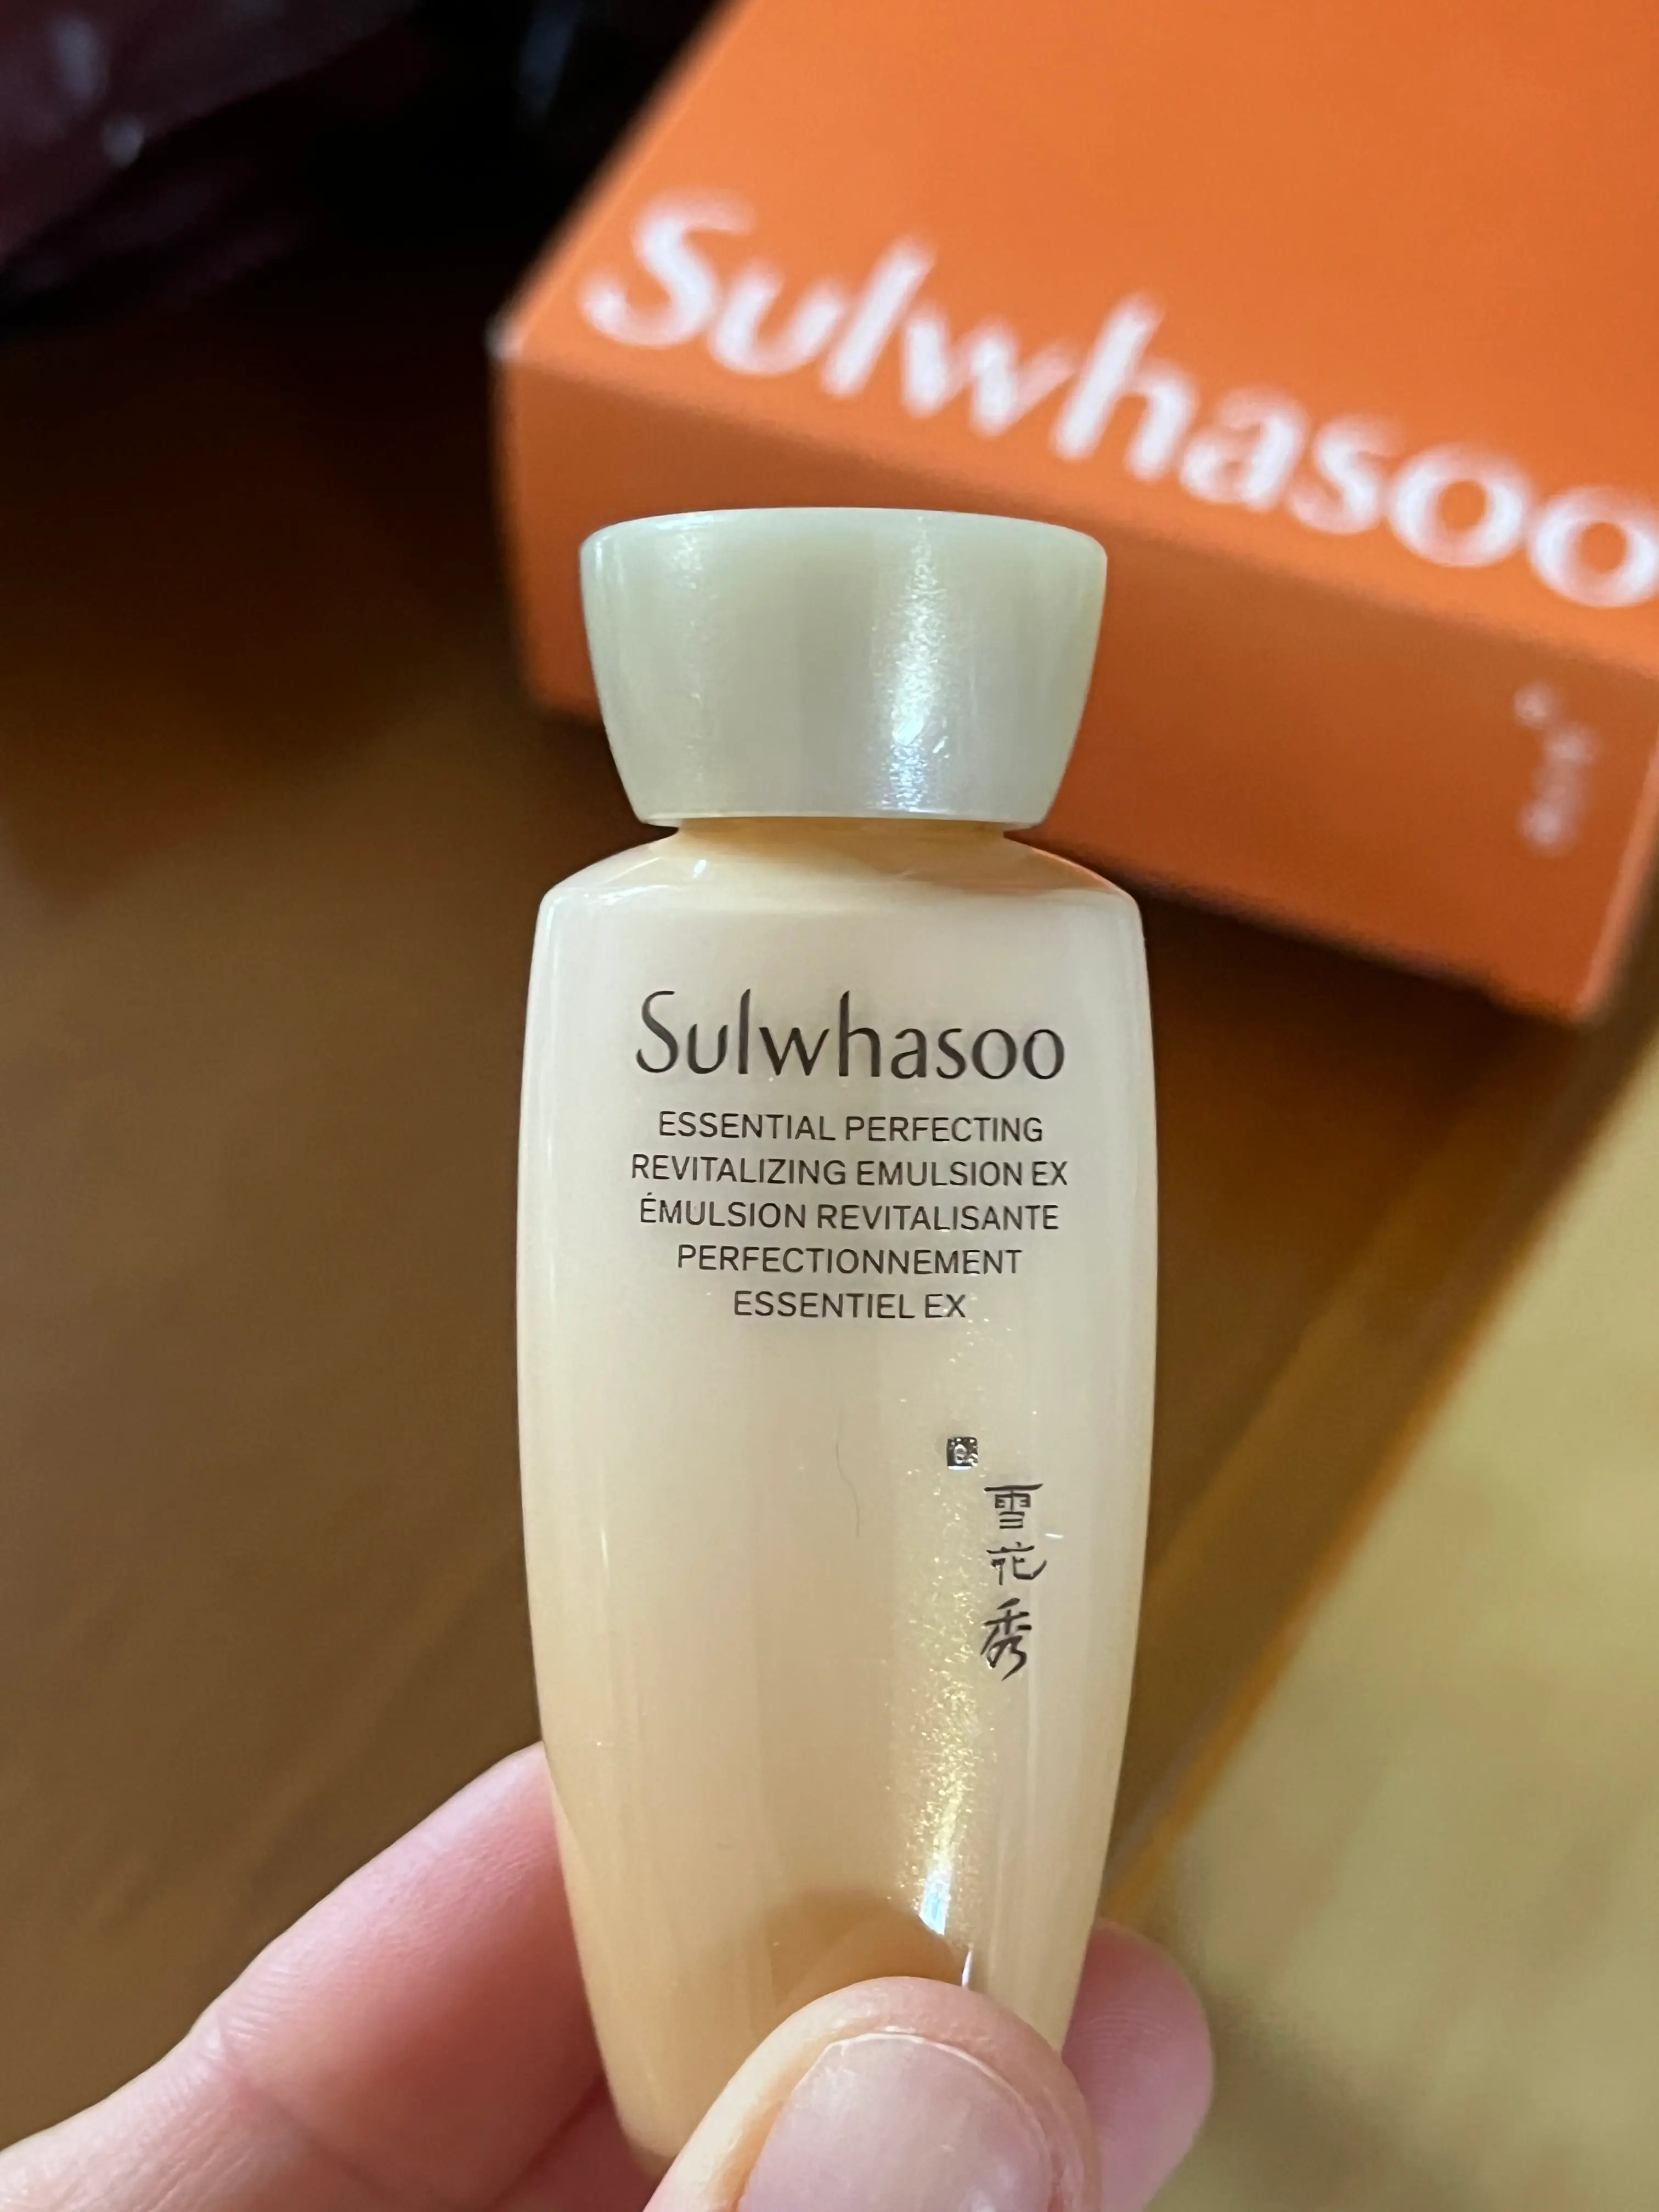 Sulwhasoo
Sulwhasoo
ESSENTIAL PERFECTING
REVITALIZING EMULSION EX
ÉMULSION REVITALISANTE
PERFECTIONNEMENT
ESSENTIEL EX
雪花秀